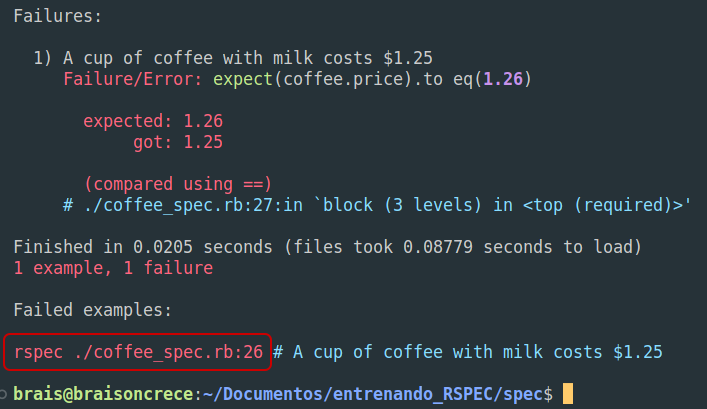 Failures:
1) A cup of coffee with milk costs $1.25
Failure/Error: expect(coffee.price).to eq(1.26)
expected: 1.26
got: 1.25
(compared using ==)
# ./coffee_spec.rb:27:in `block (3 levels) in <top (required)>'
Finished in 0.0205 seconds (files took 0.08779 seconds to load)
1 example, 1 failure
Failed examples:
rspec ./coffee_spec.rb:26 # A cup of coffee with milk costs $1.25
brais@braisoncrece:~/Documentos/entrenando_RSPEC/spec$